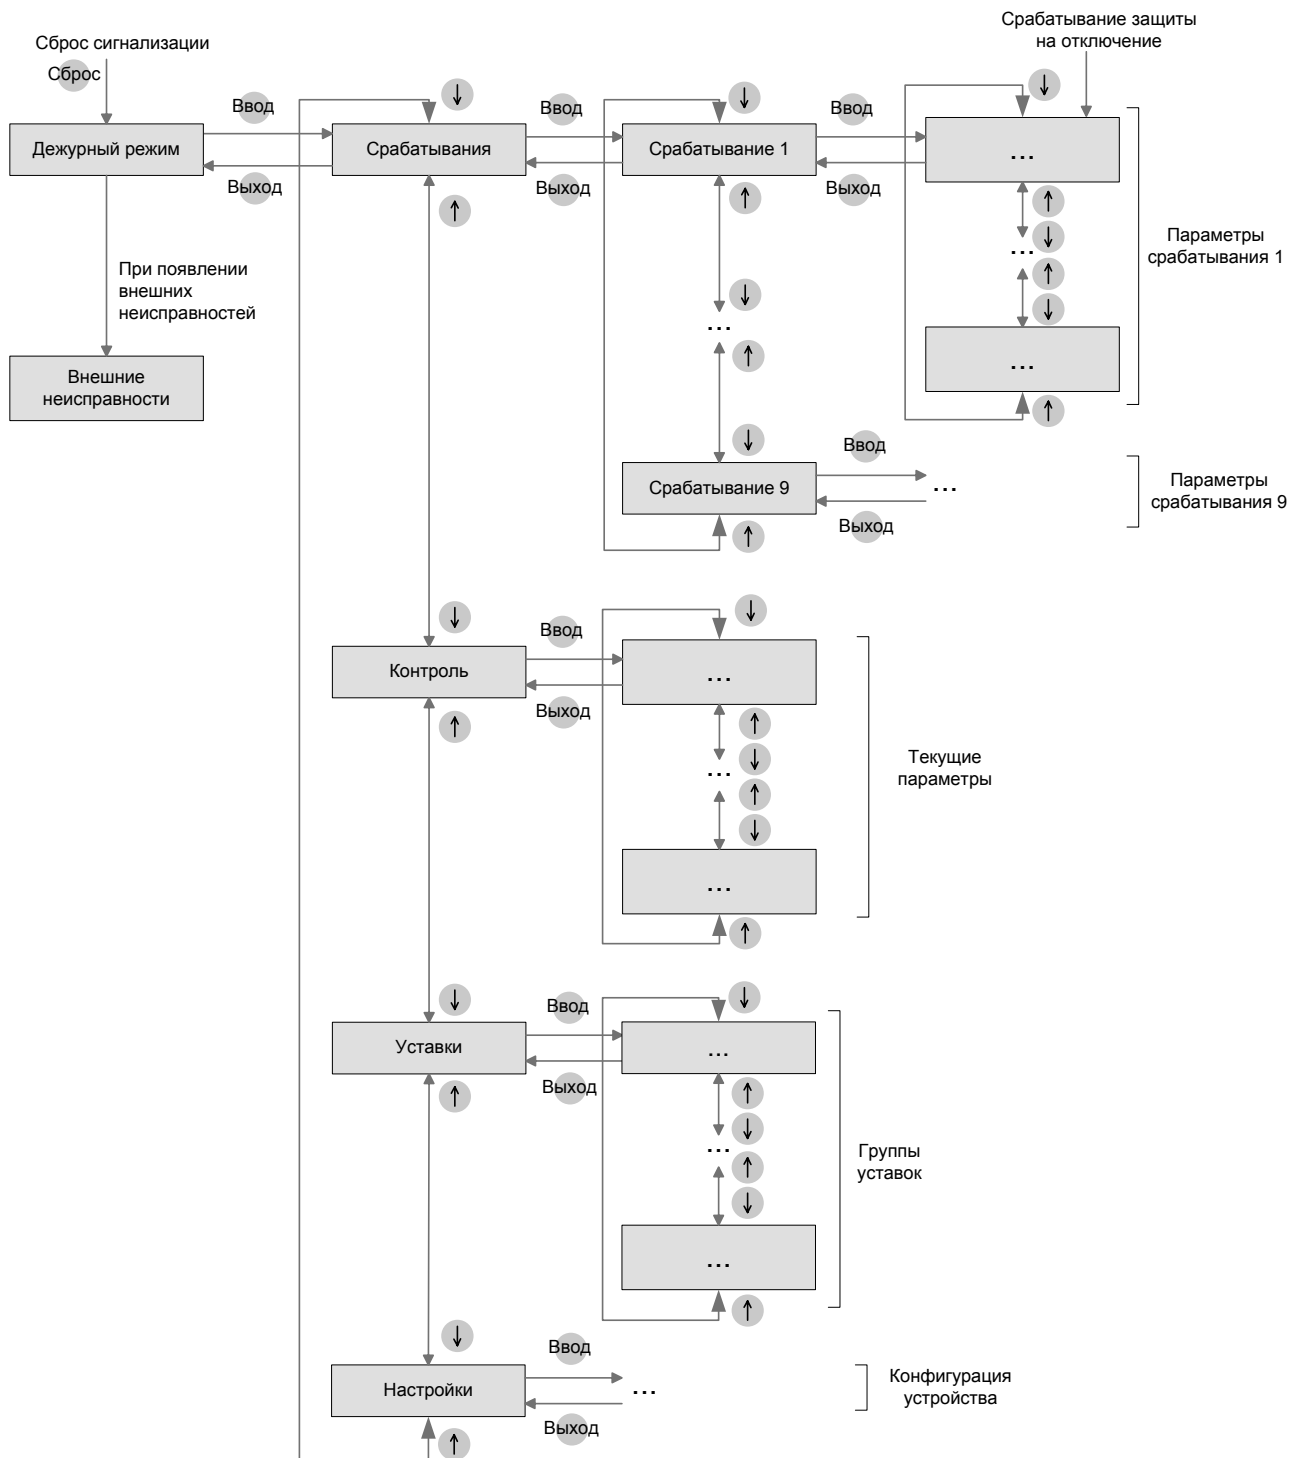 Сброс сигнализации
Срабатывание защиты
на отключение
Сброс
↓
↓
↓
Ввод
Ввод
Ввод
Дежурный режим
Срабатывания
Срабатывание 1
...
Выход
Выход
Выход
↑
↑
↑
↓
...
↑
↓
Параметры
срабатывания 1
При появлении
внешних
неисправностей
↓
...
↑
...
↑
Внешние
неисправности
↓
Ввод
Срабатывание 9
...
Выход
↑
Параметры
срабатывания 9
↓
Ввод
↓
Контроль
...
Выход
↑
↑
↓
...
↑
↓
Текущие
параметры
...
↑
↓
Ввод
↓
Уставки
...
Выход
↑
↑
↓
...
↑
↓
Группы
уставок
...
↑
↓
Ввод
Настройки
...
Выход
↑
Конфигурация
устройства